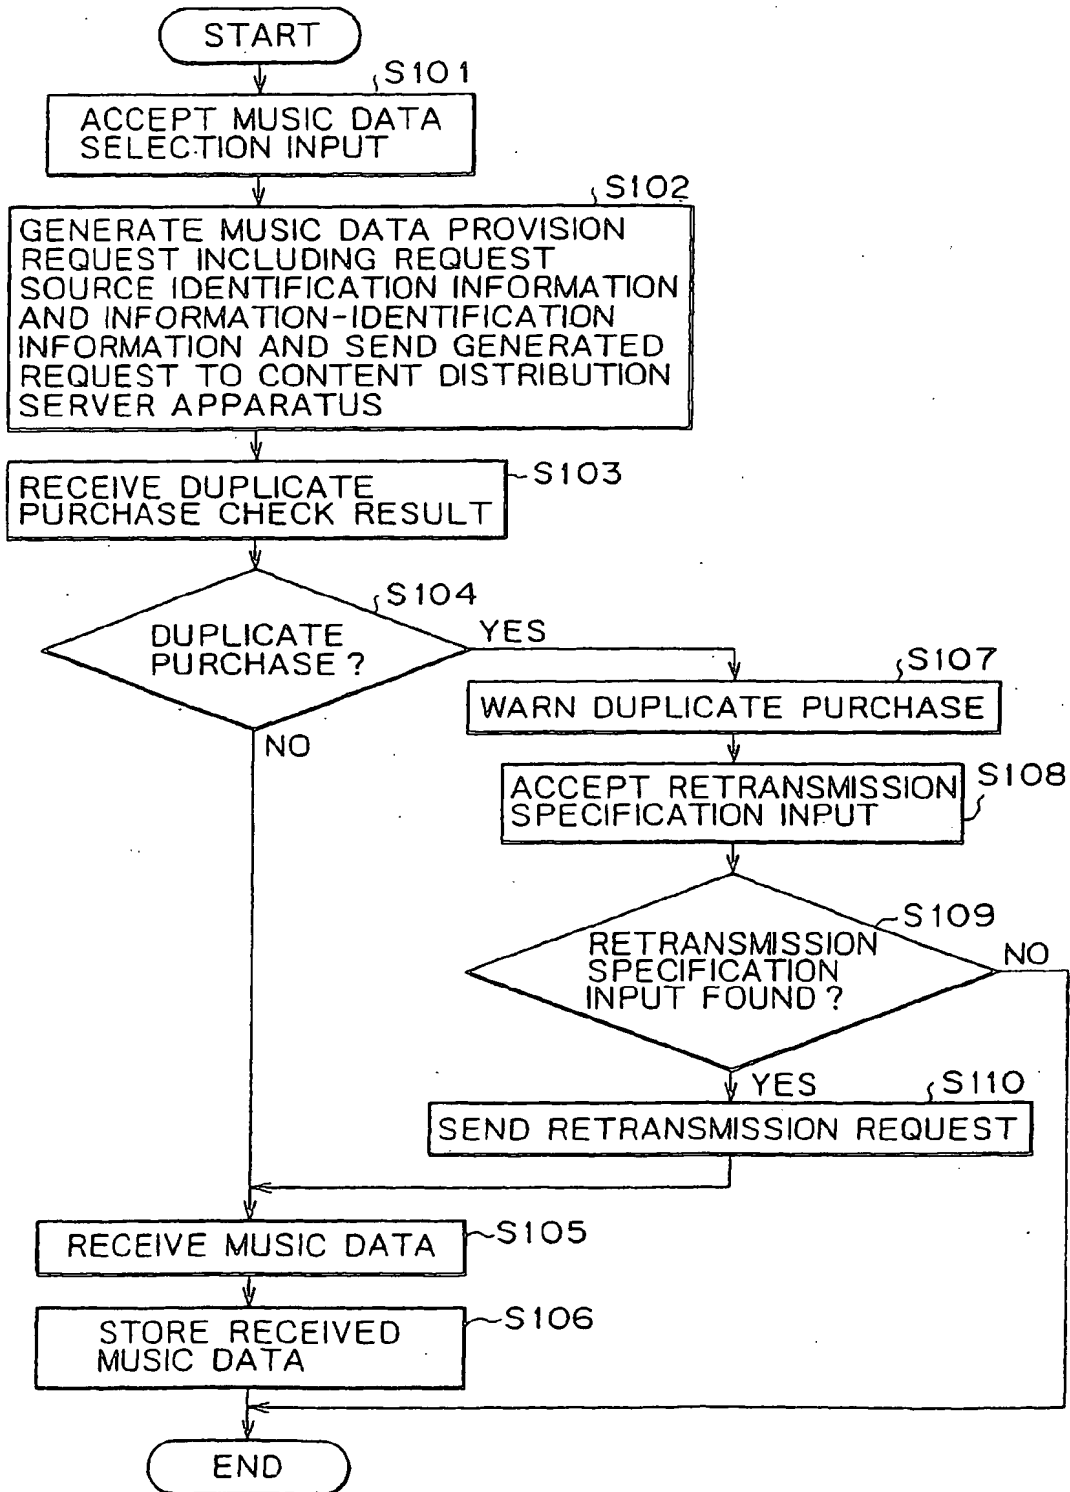 START
S101
ACCEPT MUSIC DATA
SELECTION INPUT
S102
GENERATE MUSIC DATA PROVISION
REQUEST INCLUDING REQUEST
SOURCE IDENTIFICATION INFORMATION
AND INFORMATION-IDENTIFICATION
INFORMATION AND SEND GENERATED
REQUEST TO CONTENT DISTRIBUTION
SERVER APPARATUS
S103
RECEIVE DUPLICATE
PURCHASE CHECK RESULT
S104
DUPLICATE
PURCHASE?
YES
NO
S107
WARN DUPLICATE PURCHASE
S108
ACCEPT RETRANSMISSION
SPECIFICATION INPUT
S109
RETRANSMISSION
SPECIFICATION
INPUT FOUND?
NO
YES
S110
SEND RETRANSMISSION REQUEST
S105
RECEIVE MUSIC DATA
S106
STORE RECEIVED
MUSIC DATA
END